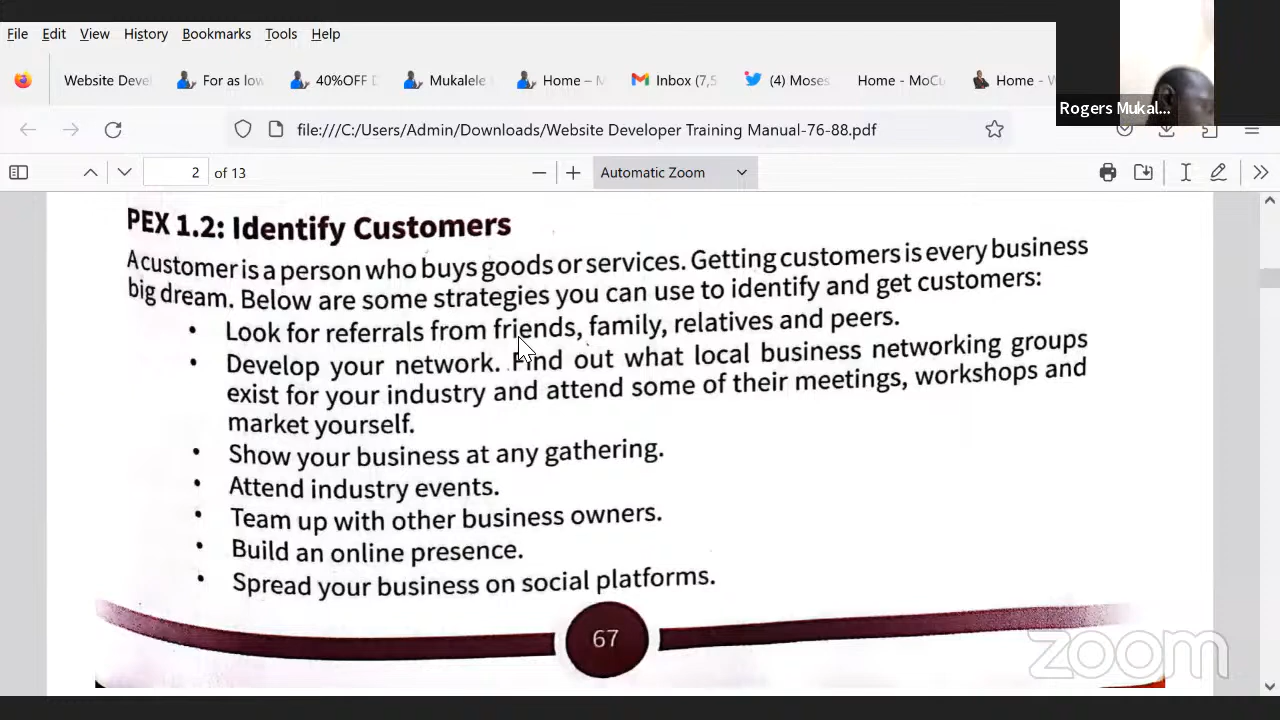 File Edit View History Bookmarks Tools Help
Website Deve For as low 40%OFF D Mukalele Home – M Inbox (7,5 (4) Moses Home - MoCu Home - W
Rogers Mukal...
file:///C:/Users/Admin/Downloads/Website Developer Training Manual-76-88.pdf
2 of 13 Automatic Zoom
PEX 1.2: Identify Customers
A customer is a person who buys goods or services. Getting customers is every business
big dream. Below are some strategies you can use to identify and get customers:
• Look for referrals from friends, family, relatives and peers.
• Develop your network. Find out what local business networking groups
exist for your industry and attend some of their meetings, workshops and
market yourself.
• Show your business at any gathering.
• Attend industry events.
• Team up with other business owners.
• Build an online presence.
• Spread your business on social platforms.
67
zoom